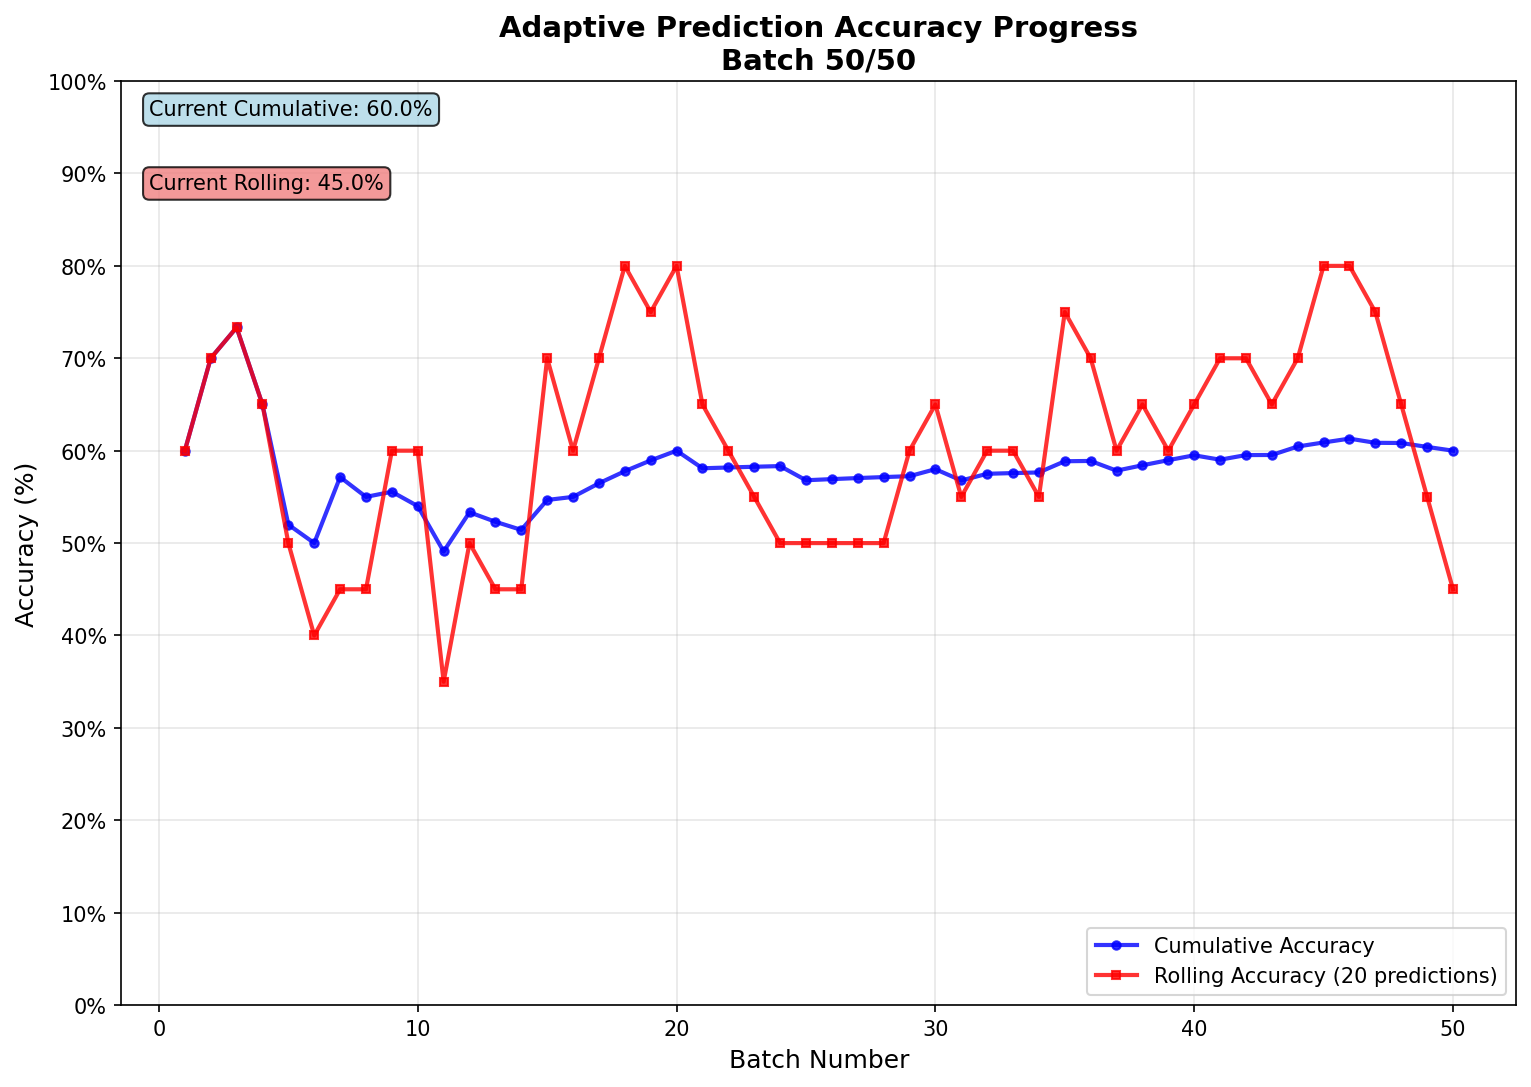 Adaptive Prediction Accuracy Progress
Batch 50/50
Current Cumulative: 60.0%
Current Rolling: 45.0%
Accuracy (%)
100%
90%
80%
70%
60%
50%
40%
30%
20%
10%
0%
Cumulative Accuracy
Rolling Accuracy (20 predictions)
0 10 20 30 40 50
Batch Number